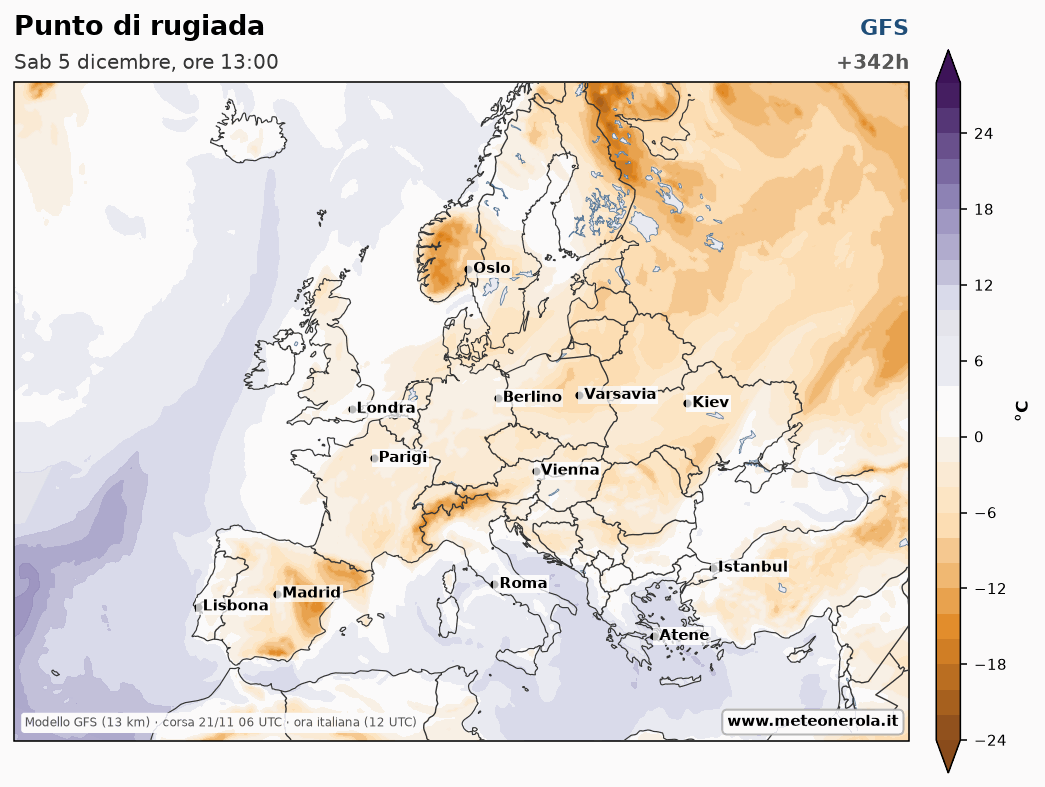 Punto di rugiada
GFS
Sab 5 dicembre, ore 13:00
+342h
Oslo
Berlino
Varsavia
Londra
Kiev
Parigi
Vienna
Istanbul
Roma
Madrid
Lisbona
Atene
Modello GFS (13 km) · corsa 21/11 06 UTC · ora italiana (12 UTC)
www.meteonerola.it
24
18
12
6
0
−6
−12
−18
−24
°C